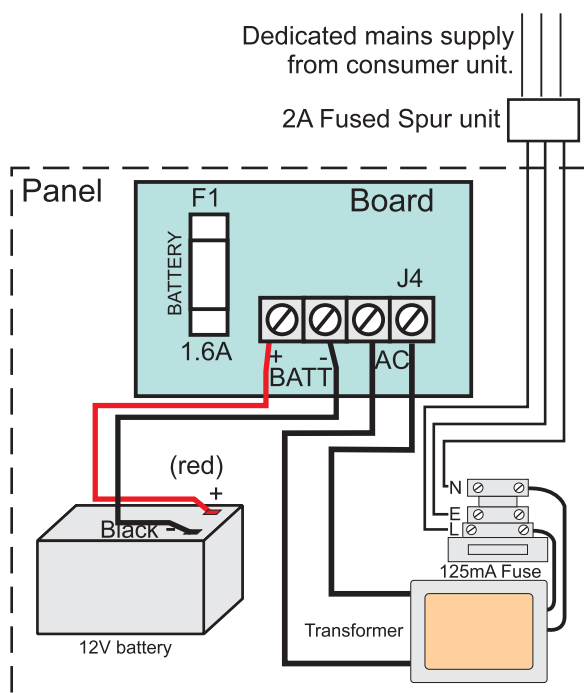 Dedicated mains supply
from consumer unit.
2A Fused Spur unit
Panel
F1
Board
BATTERY
J4
1.6A
+ -
BATT
AC
(red)
+
Black -
N
E
L
125mA Fuse
Transformer
12V battery